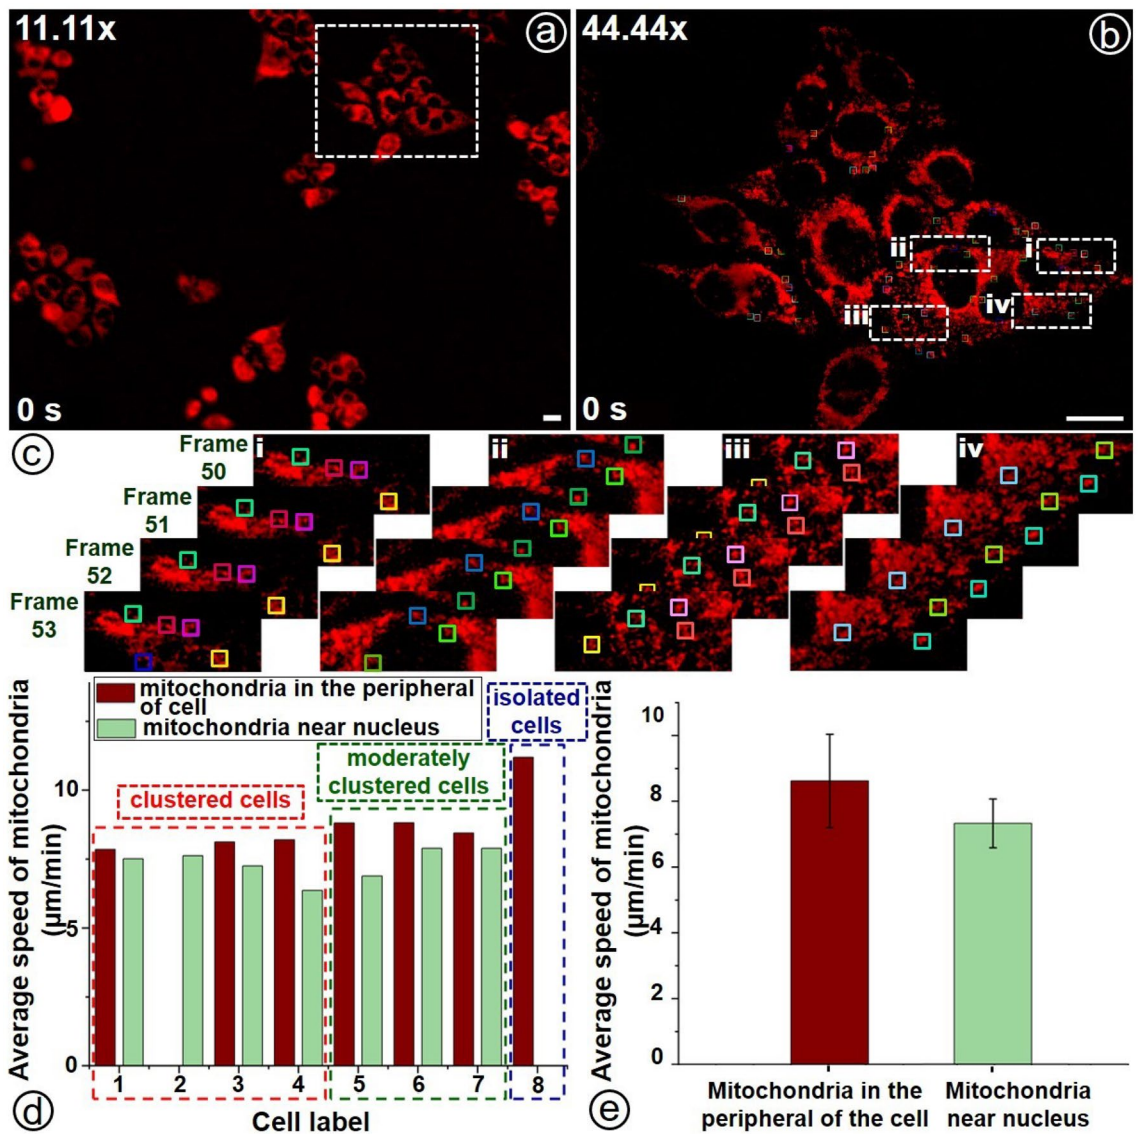 11.11x
a
0 s
44.44x
b
ii
i
iii
iv
0 s
c
Frame
50
i
ii
iii
iv
51
Frame
52
Frame
53
Frame
Average speed of mitochondria
(μm/min)
10
5
0
mitochondria in the peripheral
of cell
mitochondria near nucleus
clustered cells
moderately
clustered cells
isolated
cells
1 2 3 4 5 6 7 8
Cell label
d
Average speed of mitochondria
(μm/min)
10
8
6
4
2
0
Mitochondria in the
peripheral of the cell
Mitochondria
near nucleus
e